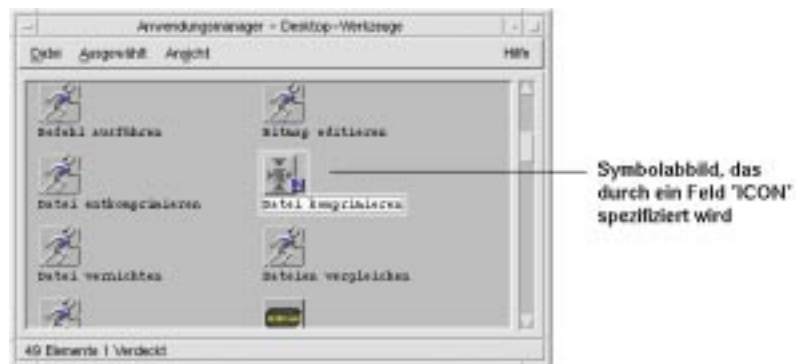 Anwendungsmanager - Desktop-Werkzeuge
Datei Ausgewählt Ansicht Hilfe
Befehl ausführen Bitmap editieren
Datei entkomprimieren Datei komprimieren
Datei vernichten Dateien vergleichen
49 Elemente 1 Verdeckt
Symbolabbild, das
durch ein Feld "ICON"
spezifiziert wird